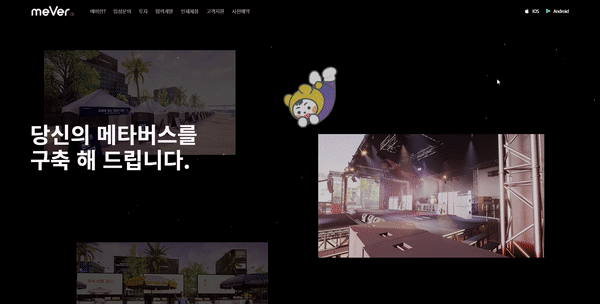 meVer
메버란? 입점문의 투자 협력제휴 인재채용 고객지원 사전예약
iOS Android
당신의 메타버스를
구축 해 드립니다.